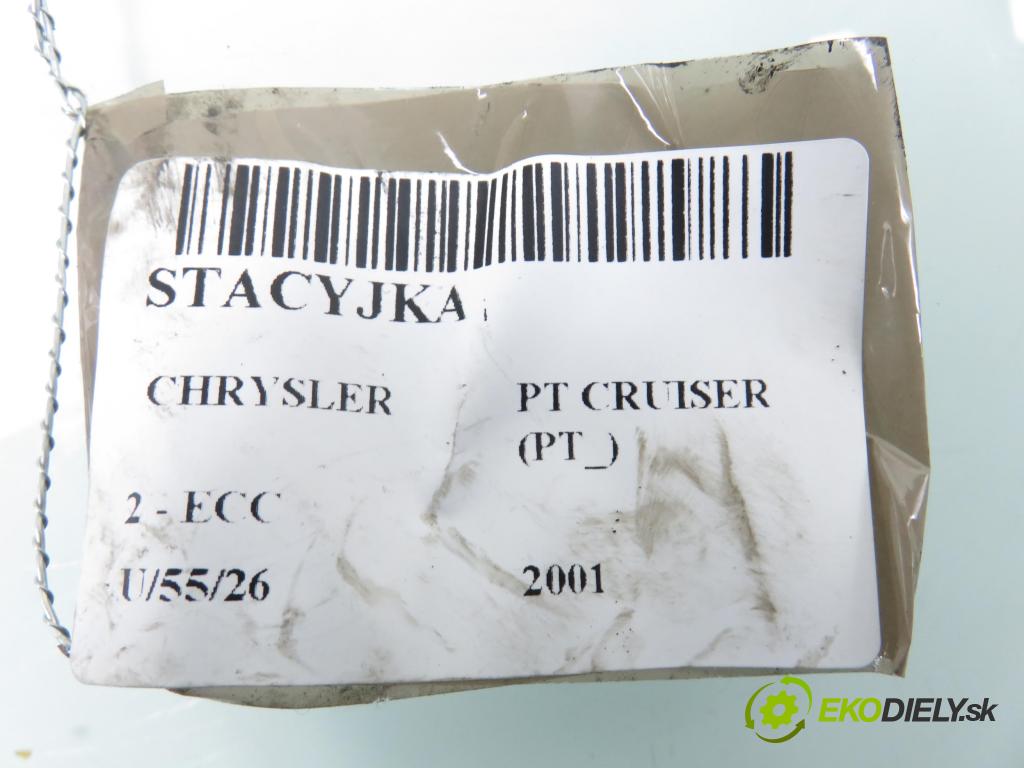 STACYJKA
CHRYSLER PT CRUISER
(PT_)
2 - ECC
U/55/26 2001
EKODIELY.sk